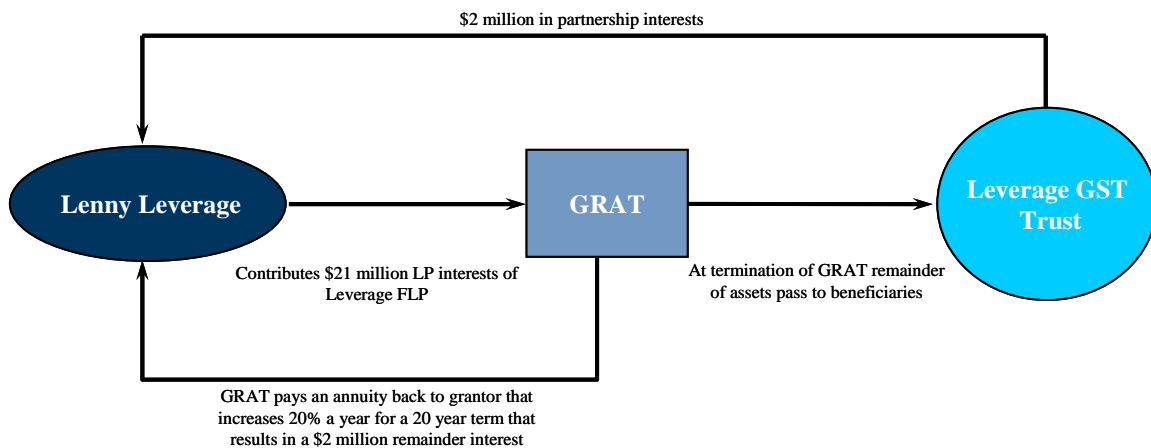 $2 million in partnership interests
Lenny Leverage
GRAT
Leverage GST
Trust
Contributes $21 million LP interests of
Leverage FLP
At termination of GRAT remainder
of assets pass to beneficiaries
GRAT pays an annuity back to grantor that
increases 20% a year for a 20 year term that
results in a $2 million remainder interest